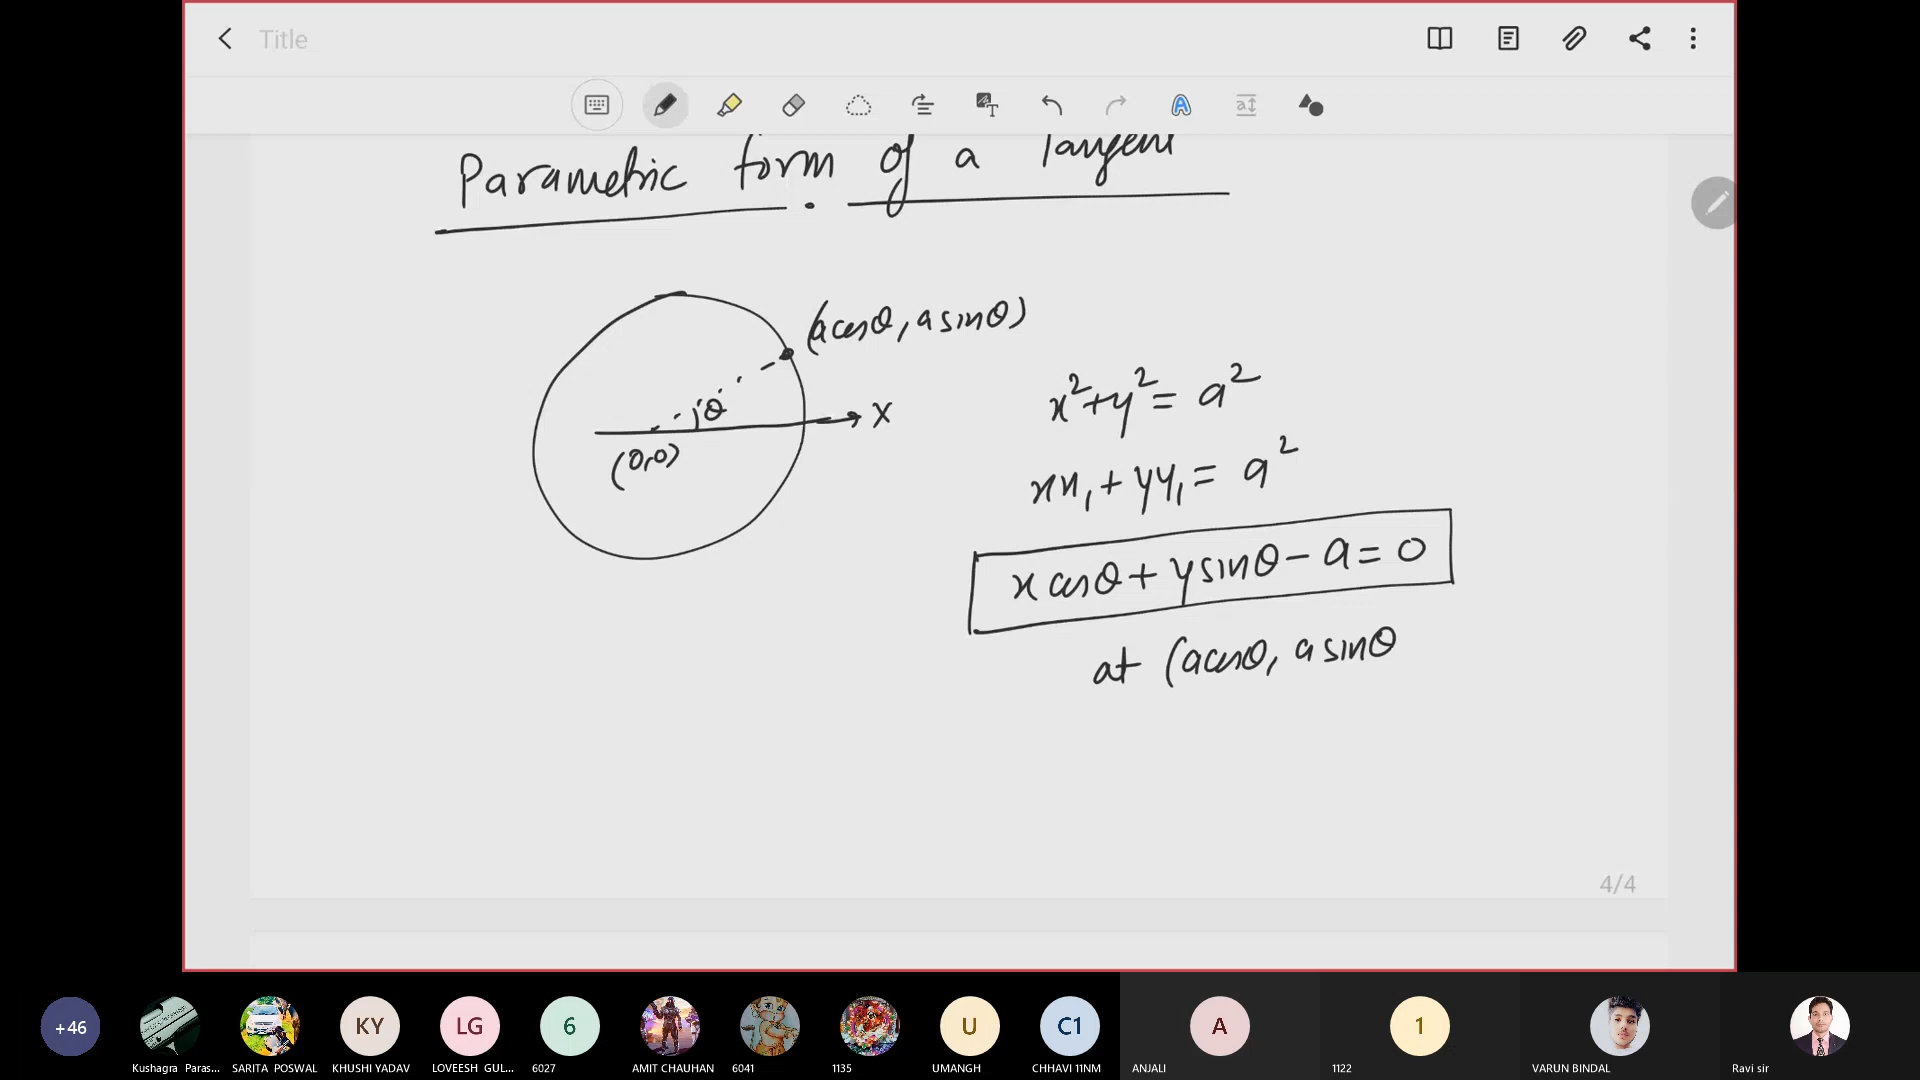 Title
Parametric form of a Tangent
(a cosθ, a sinθ)
θ
X
(0,0)
x²+y² = a²
xx₁ + yy₁ = a²
x cosθ + y sinθ - a = 0
at (a cosθ, a sinθ
4/4
+46 KY LG 6 U C1 A 1
Kushagra Paras... SARITA POSWAL KHUSHI YADAV LOVEESH GUL... 6027 AMIT CHAUHAN 6041 1135 UMANGH CHHAVI 11NM ANJALI 1122 VARUN BINDAL Ravi sir